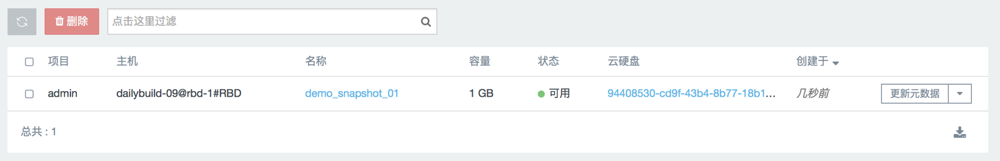 删除 点击这里过滤
项目 主机 名称 容量 状态 云硬盘 创建于
admin dailybuild-09@rbd-1#RBD demo_snapshot_01 1 GB 可用 94408530-cd9f-43b4-8b77-18b1... 几秒前 更新元数据
总共 : 1